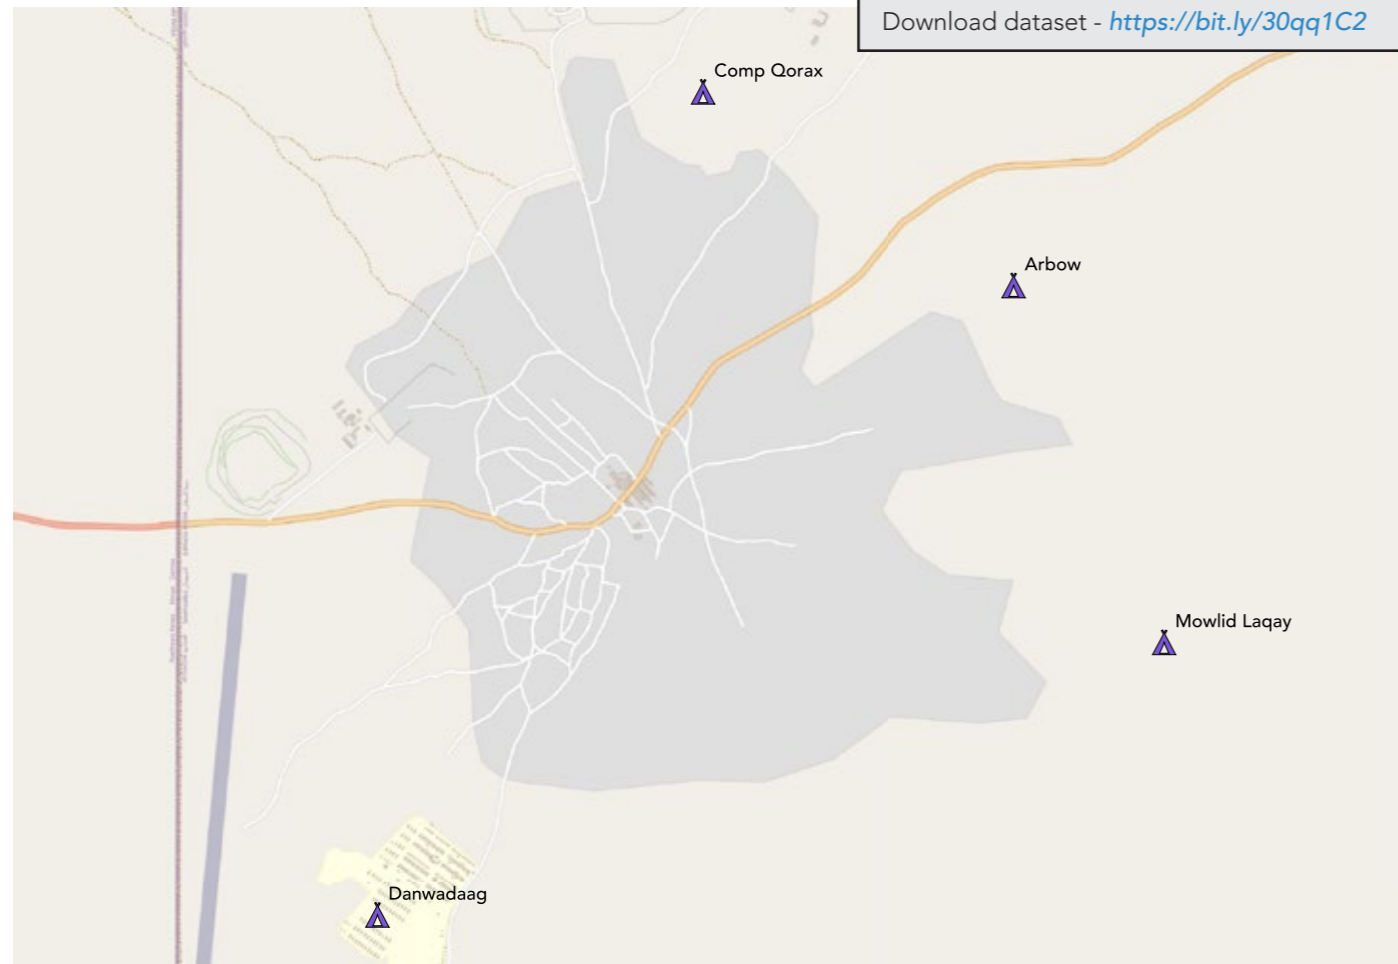 Download dataset - https://bit.ly/30qq1C2
Comp Qorax
Arbow
Mowlid Laqay
Danwadaag